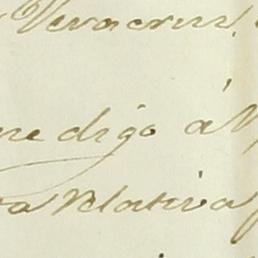 Veracruz.
me digo á V
relativa